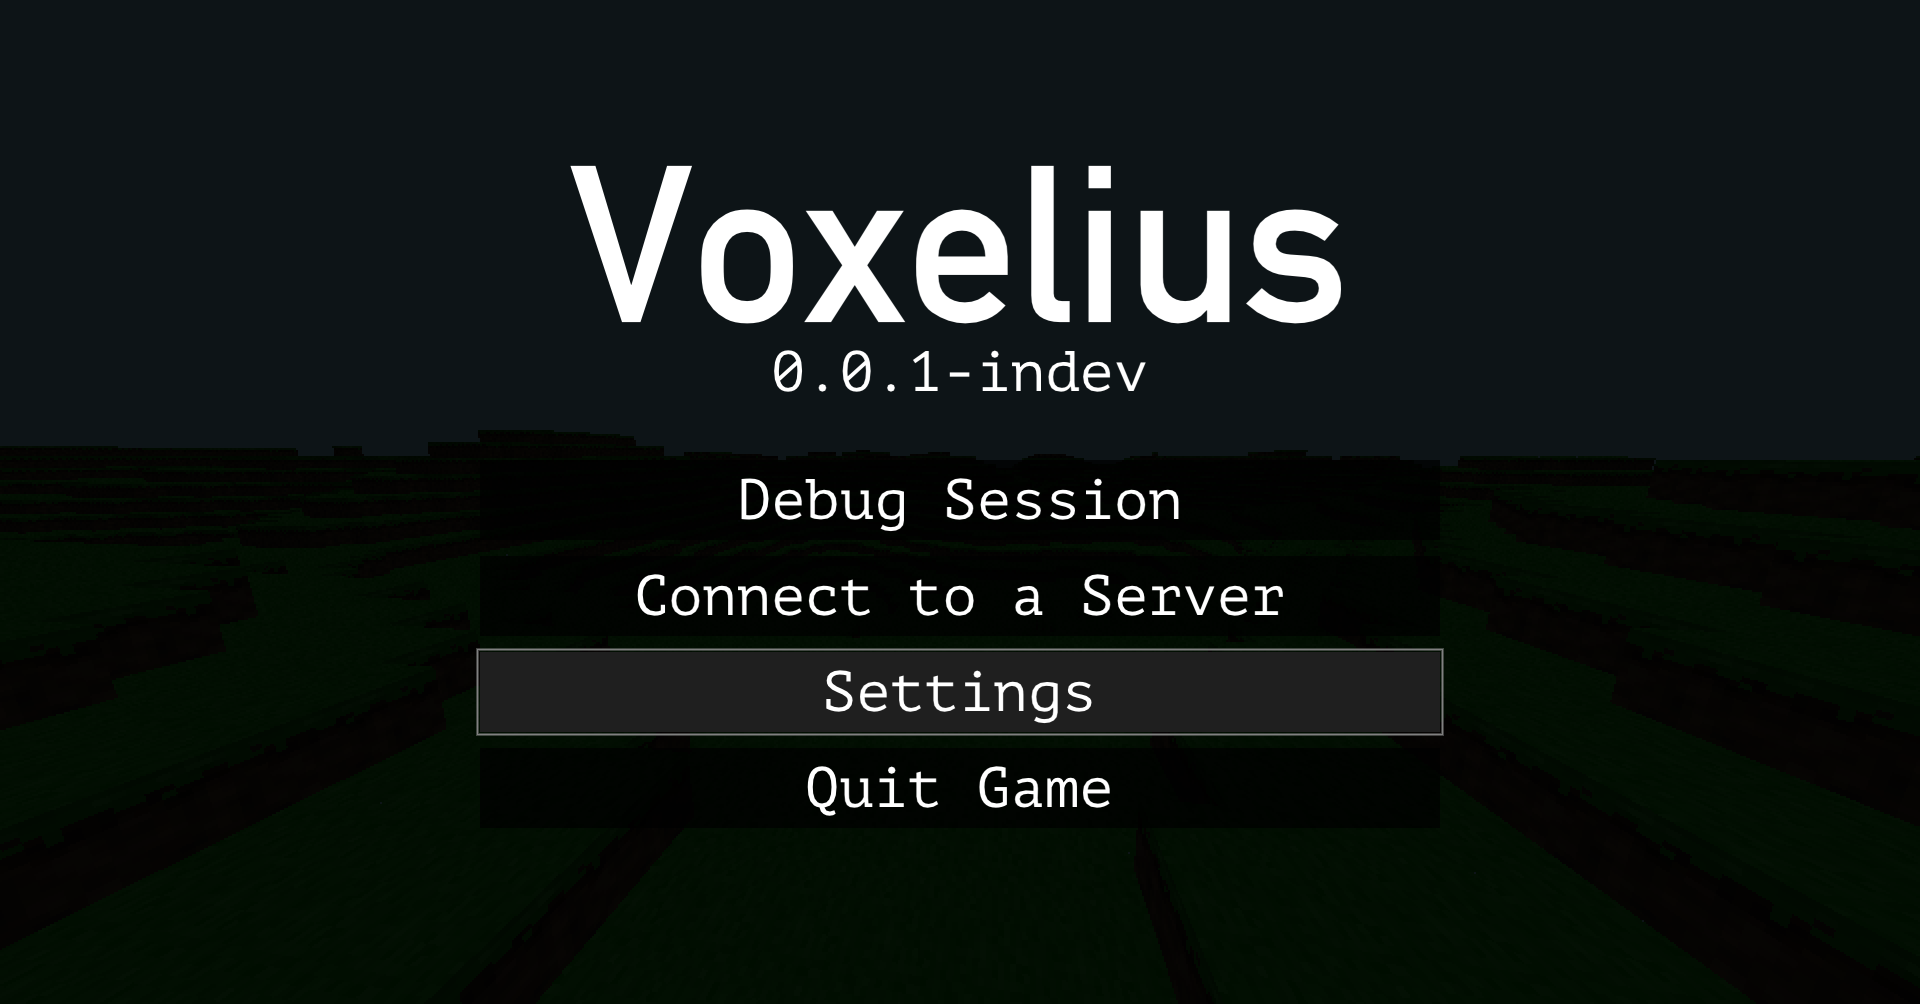 Voxelius
0.0.1-indev
Debug Session
Connect to a Server
Settings
Quit Game